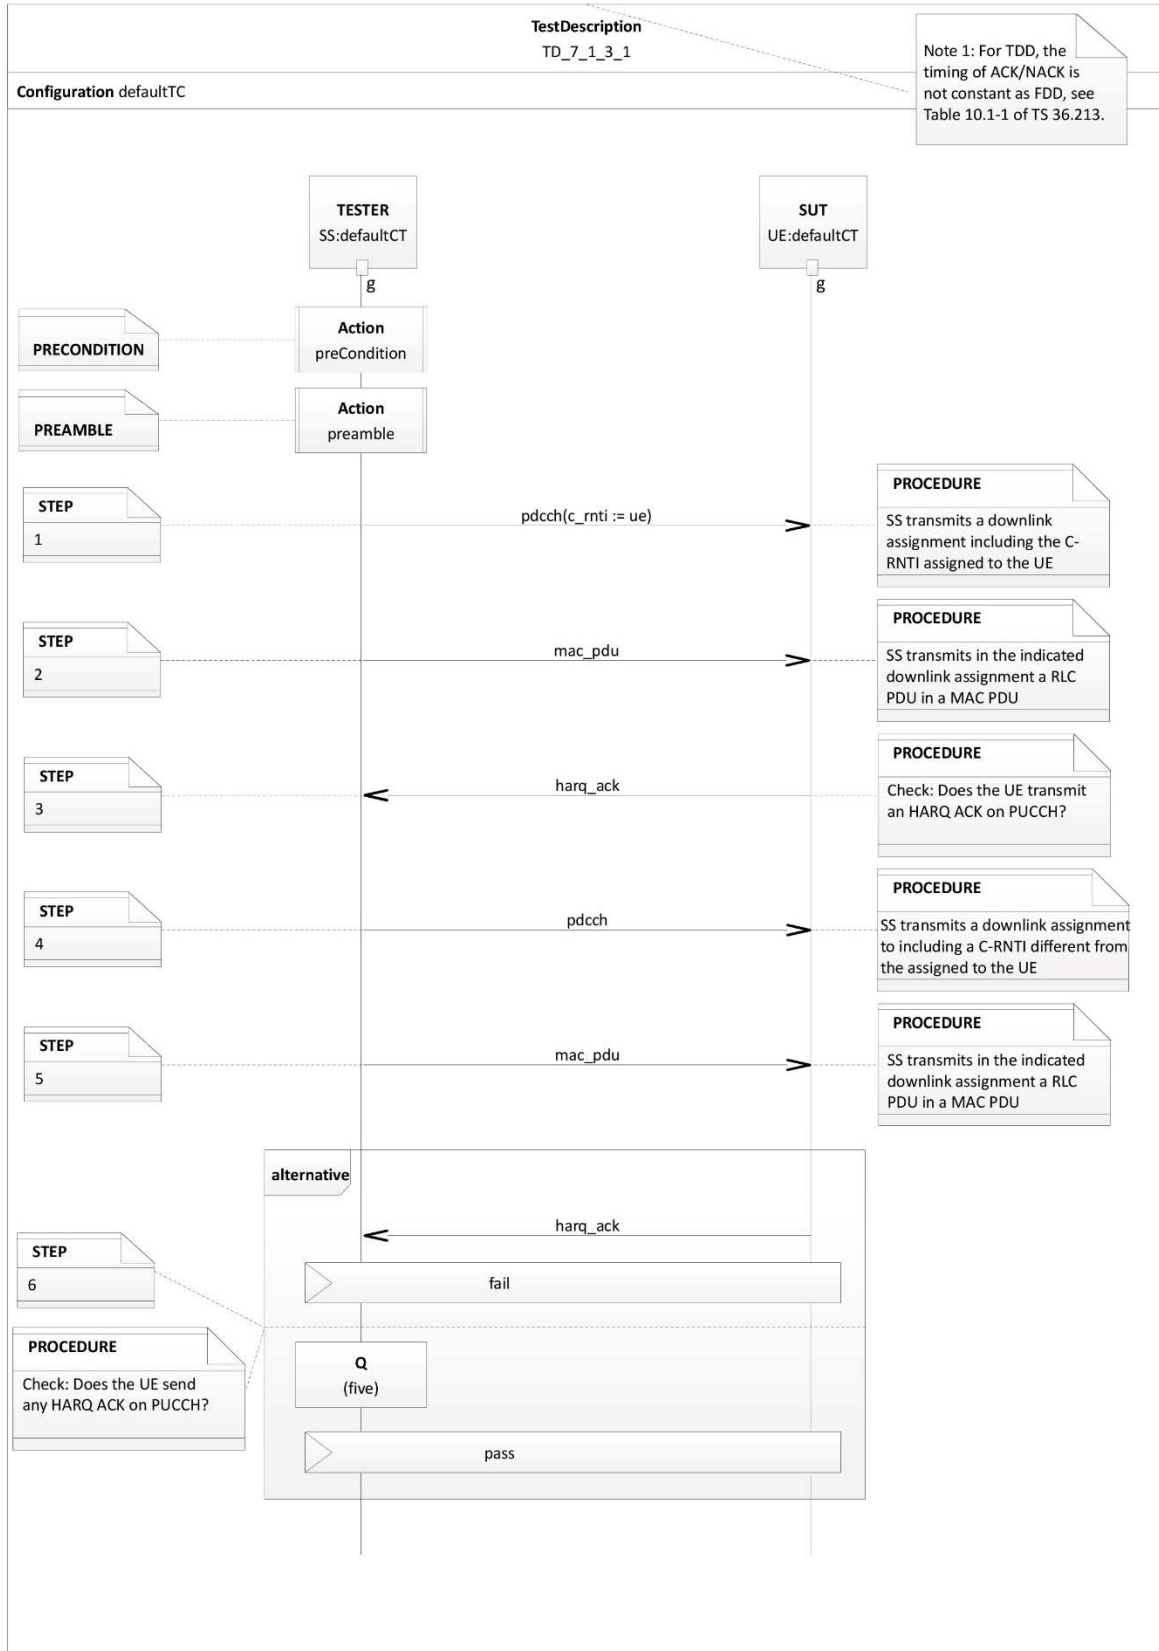 TestDescription
TD_7_1_3_1
Note 1: For TDD, the
timing of ACK/NACK is
not constant as FDD, see
Table 10.1-1 of TS 36.213.
Configuration defaultTC
TESTER
SS:defaultCT
g
SUT
UE:defaultCT
g
PRECONDITION
Action
preCondition
PREAMBLE
Action
preamble
STEP
1
pdcch(c_rnti := ue)
PROCEDURE
SS transmits a downlink
assignment including the C-
RNTI assigned to the UE
STEP
2
mac_pdu
PROCEDURE
SS transmits in the indicated
downlink assignment a RLC
PDU in a MAC PDU
STEP
3
harq_ack
PROCEDURE
Check: Does the UE transmit
an HARQ ACK on PUCCH?
STEP
4
pdcch
PROCEDURE
SS transmits a downlink assignment
to including a C-RNTI different from
the assigned to the UE
STEP
5
mac_pdu
PROCEDURE
SS transmits in the indicated
downlink assignment a RLC
PDU in a MAC PDU
alternative
harq_ack
STEP
6
fail
PROCEDURE
Check: Does the UE send
any HARQ ACK on PUCCH?
Q
(five)
pass